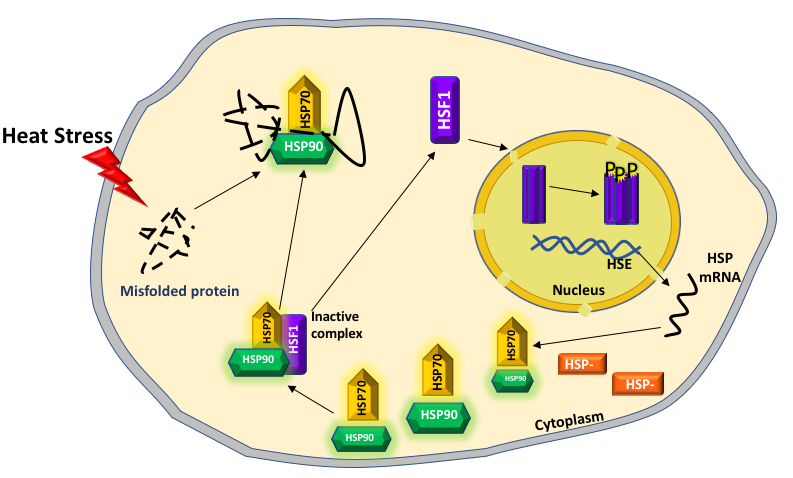 HSP70
HSP90
HSF1
Heat Stress
P
P
P
HSE
Nucleus
HSP
mRNA
Misfolded protein
HSP70
HSP90
HSF1
Inactive
complex
HSP70
HSP90
HSP70
HSP90
HSP70
HSP90
HSP-
HSP-
Cytoplasm